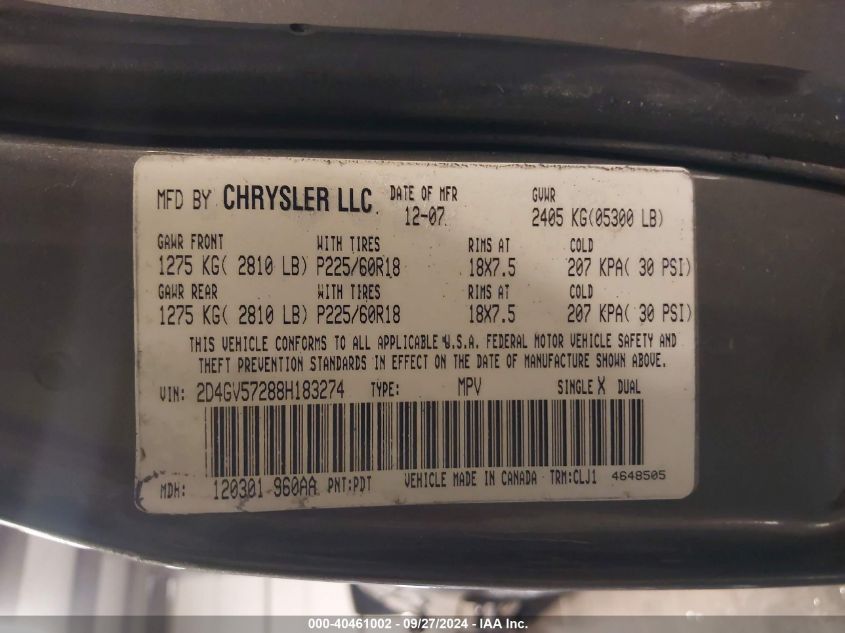 MFD BY CHRYSLER LLC. DATE OF MFR GVWR
12-07 2405 KG(05300 LB)
GAWR FRONT WITH TIRES RIMS AT COLD
1275 KG( 2810 LB) P225/60R18 18X7.5 207 KPA( 30 PSI)
GAWR REAR WITH TIRES RIMS AT COLD
1275 KG( 2810 LB) P225/60R18 18X7.5 207 KPA( 30 PSI)
THIS VEHICLE CONFORMS TO ALL APPLICABLE U.S.A. FEDERAL MOTOR VEHICLE SAFETY AND
THEFT PREVENTION STANDARDS IN EFFECT ON THE DATE OF MANUFACTURE SHOWN ABOVE.
VIN: 2D4GV57288H183274 TYPE: MPV SINGLE X DUAL
MDH: 120301 960AA PNT:PDT VEHICLE MADE IN CANADA TRM:CLJ1 4648505
000-40461002 - 09/27/2024 - IAA Inc.